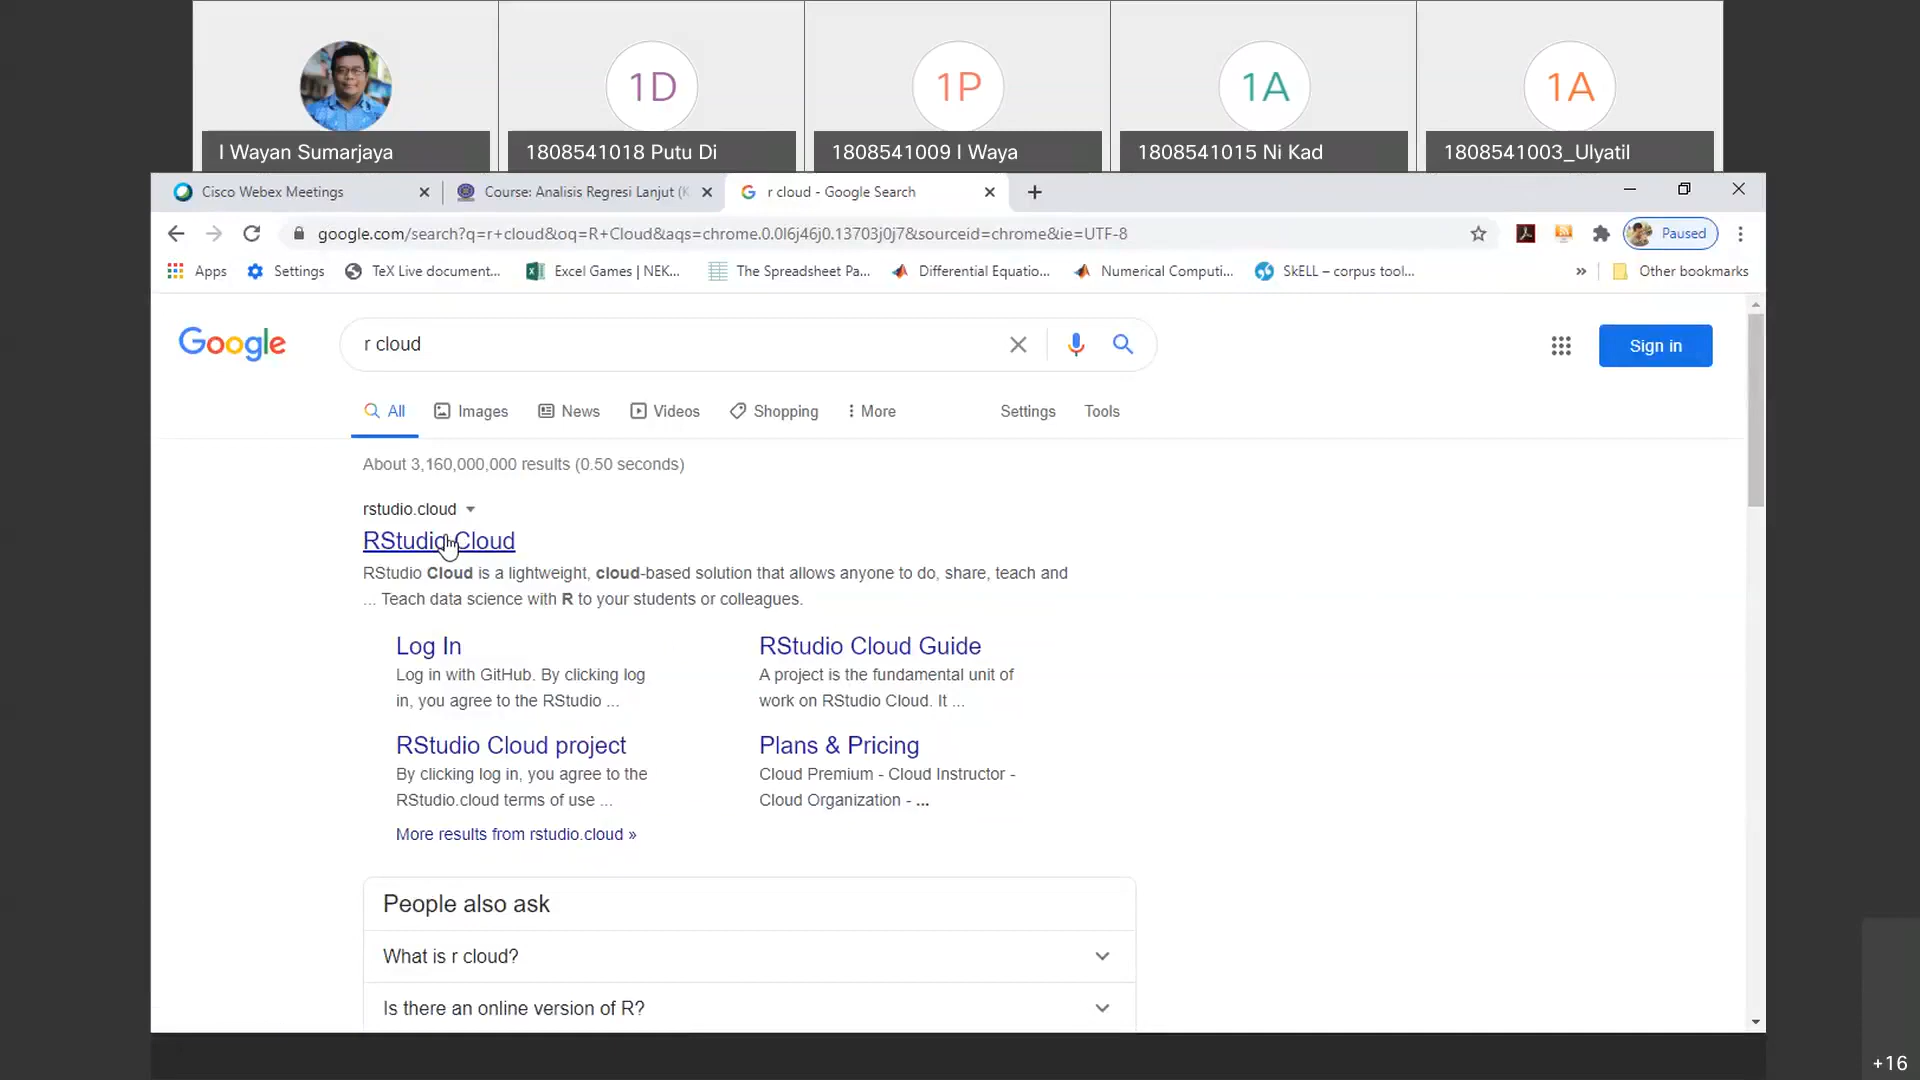 1D
1P
1A
1A
I Wayan Sumarjaya
1808541018 Putu Di
1808541009 I Waya
1808541015 Ni Kad
1808541003_Ulyatil
Cisco Webex Meetings
Course: Analisis Regresi Lanjut (K
r cloud - Google Search
google.com/search?q=r+cloud&oq=R+Cloud&aqs=chrome.0.0l6j46j0.13703j0j7&sourceid=chrome&ie=UTF-8
Paused
Apps
Settings
TeX Live document...
Excel Games | NEK...
The Spreadsheet Pa...
Differential Equatio...
Numerical Computi...
SkELL – corpus tool...
»
Other bookmarks
Google
r cloud
Sign in
All
Images
News
Videos
Shopping
More
Settings
Tools
About 3,160,000,000 results (0.50 seconds)
rstudio.cloud
RStudio Cloud
RStudio Cloud is a lightweight, cloud-based solution that allows anyone to do, share, teach and
... Teach data science with R to your students or colleagues.
Log In
Log in with GitHub. By clicking log
in, you agree to the RStudio ...
RStudio Cloud Guide
A project is the fundamental unit of
work on RStudio Cloud. It ...
RStudio Cloud project
By clicking log in, you agree to the
RStudio.cloud terms of use ...
Plans & Pricing
Cloud Premium - Cloud Instructor -
Cloud Organization - ...
More results from rstudio.cloud »
People also ask
What is r cloud?
Is there an online version of R?
+16